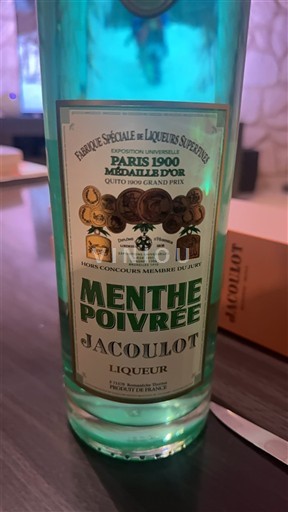 FABRIQUE SPÉCIALE DE LIQUEURS SUPERFINES
EXPOSITION UNIVERSELLE
PARIS 1900
MÉDAILLE D'OR
QUITO 1909 GRAND PRIX
VINIOU
HORS CONCOURS MEMBRE DU JURY
MENTHE
POIVRÉE
JACOULOT
LIQUEUR
PRODUIT DE FRANCE
JACOULOT